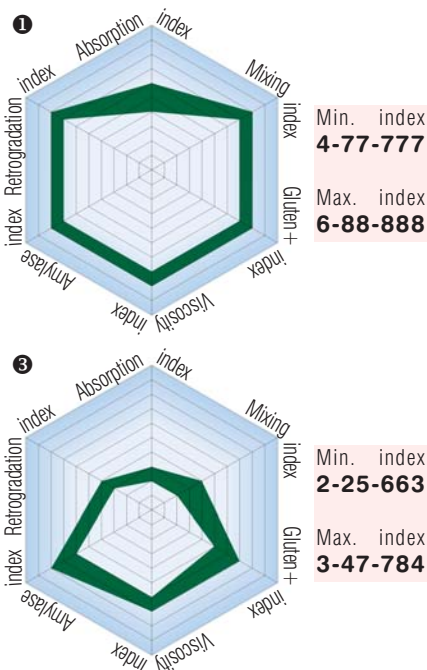 ❶
Absorption index
Mixing index
Gluten+ index
Viscosity index
Amylase index
Retrogradation index
Min. index
4-77-777
Max. index
6-88-888
❸
Absorption index
Mixing index
Gluten+ index
Viscosity index
Amylase index
Retrogradation index
Min. index
2-25-663
Max. index
3-47-784